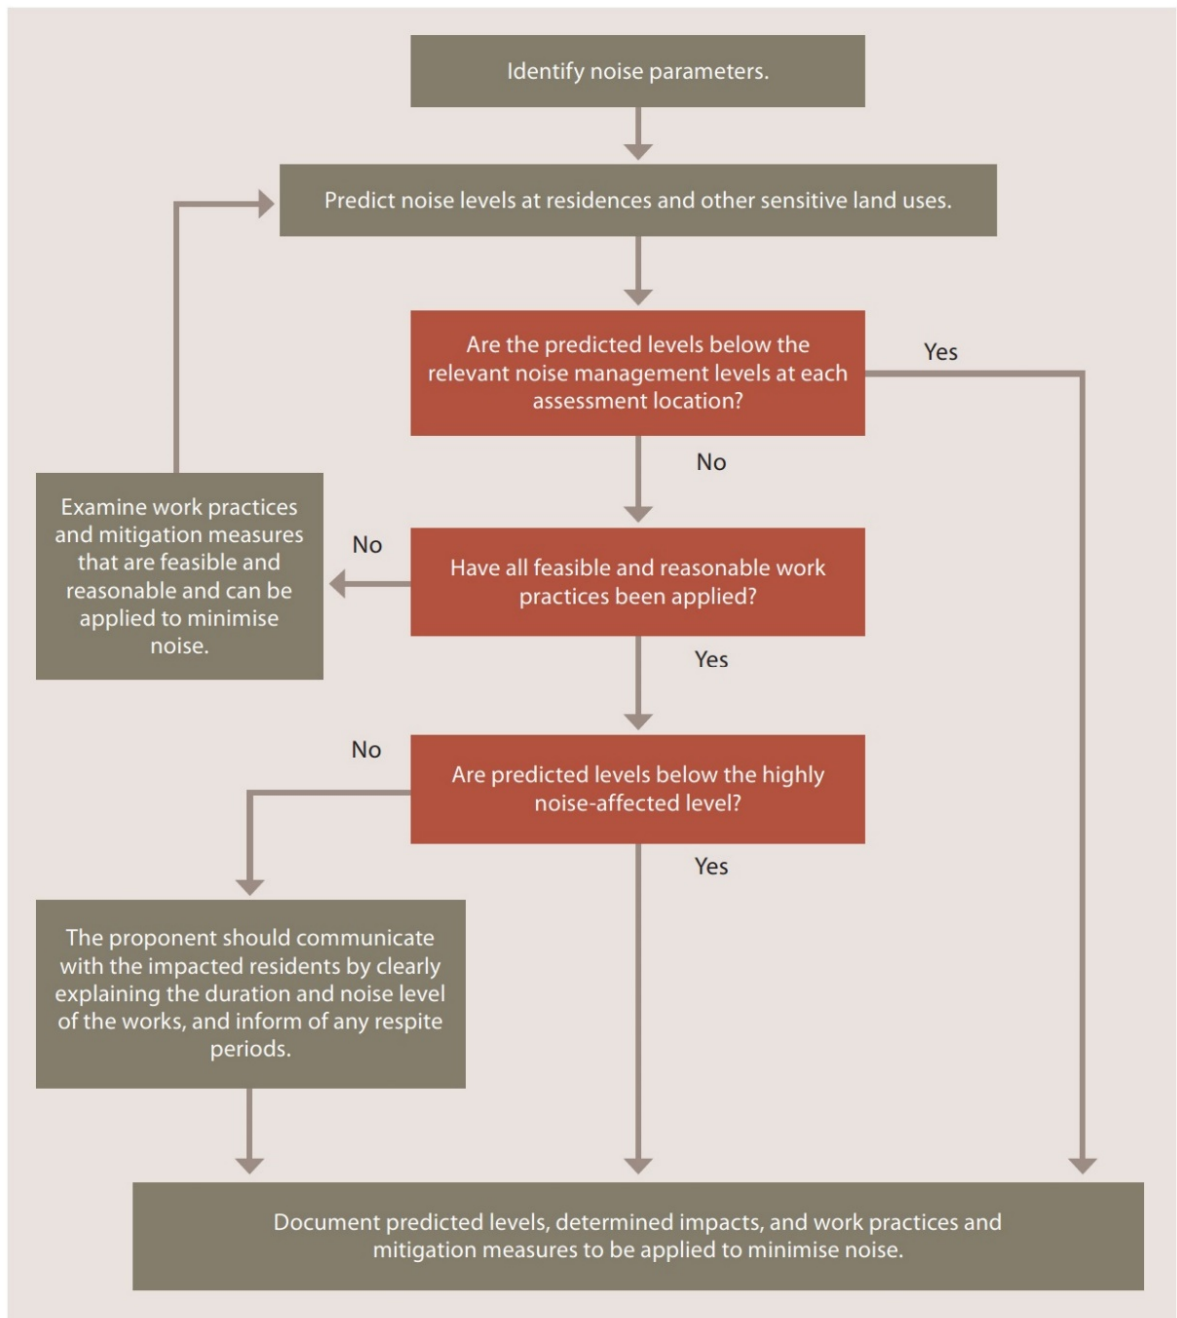 Identify noise parameters.
Predict noise levels at residences and other sensitive land uses.
Are the predicted levels below the
relevant noise management levels at each
assessment location?
Yes
No
Examine work practices
and mitigation measures
that are feasible and
reasonable and can be
applied to minimise
noise.
No
Have all feasible and reasonable work
practices been applied?
Yes
No
Are predicted levels below the highly
noise-affected level?
Yes
The proponent should communicate
with the impacted residents by clearly
explaining the duration and noise level
of the works, and inform of any respite
periods.
Document predicted levels, determined impacts, and work practices and
mitigation measures to be applied to minimise noise.